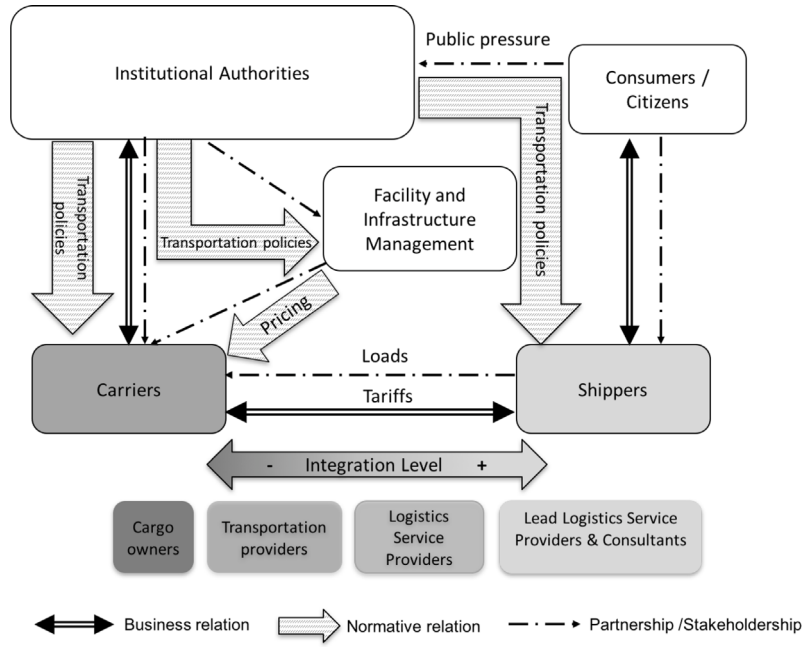 Public pressure
Institutional Authorities
Consumers /
Citizens
Transportation
policies
Transportation policies
Facility and
Infrastructure
Management
Transportation policies
Pricing
Loads
Carriers
Tariffs
Shippers
- Integration Level +
Cargo
owners
Transportation
providers
Logistics
Service
Providers
Lead Logistics Service
Providers & Consultants
Business relation
Normative relation
Partnership /Stakeholdership